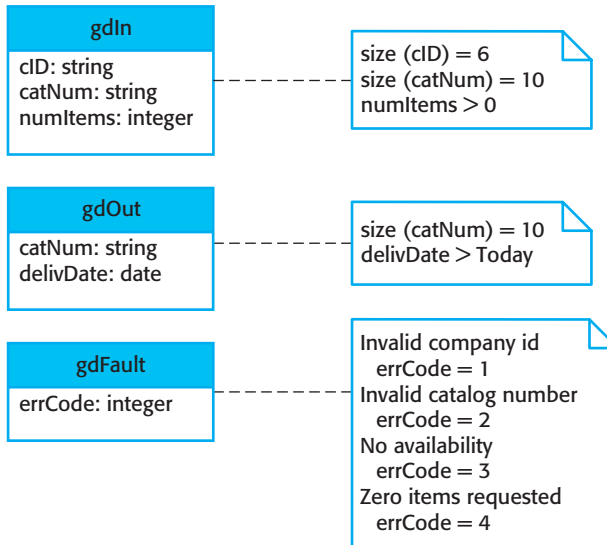 gdIn
cID: string
catNum: string
numItems: integer
size (cID) = 6
size (catNum) = 10
numItems > 0
gdOut
catNum: string
delivDate: date
size (catNum) = 10
delivDate > Today
gdFault
errCode: integer
Invalid company id
errCode = 1
Invalid catalog number
errCode = 2
No availability
errCode = 3
Zero items requested
errCode = 4